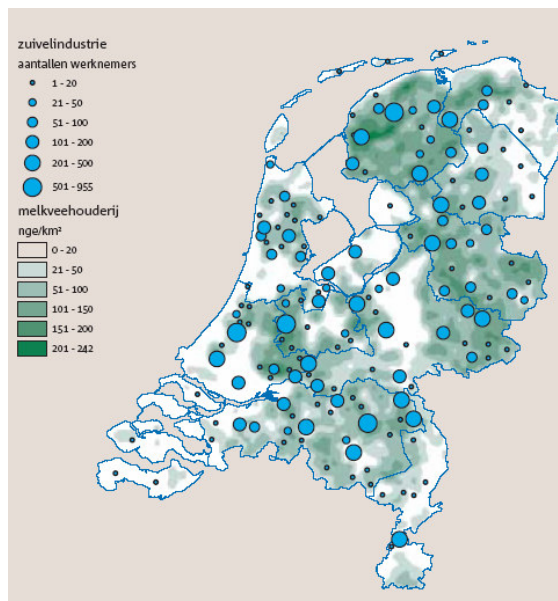 zuivelindustrie
aantallen werknemers
1 - 20
21 - 50
51 - 100
101 - 200
201 - 500
501 - 955
melkveehouderij
nge/km²
0 - 20
21 - 50
51 - 100
101 - 150
151 - 200
201 - 242